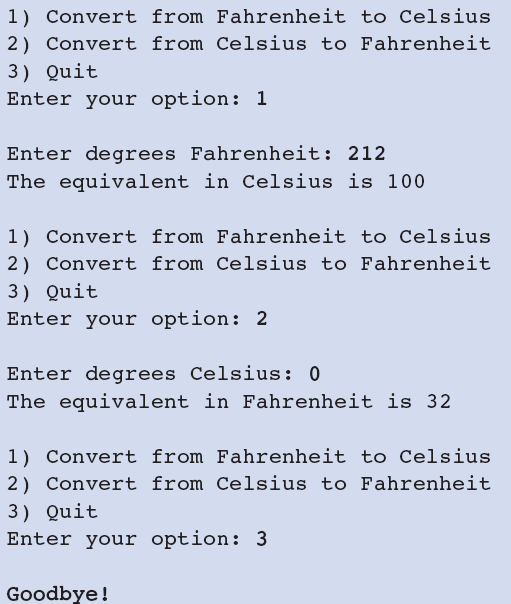 1) Convert from Fahrenheit to Celsius
2) Convert from Celsius to Fahrenheit
3) Quit
Enter your option: 1
Enter degrees Fahrenheit: 212
The equivalent in Celsius is 100
1) Convert from Fahrenheit to Celsius
2) Convert from Celsius to Fahrenheit
3) Quit
Enter your option: 2
Enter degrees Celsius: 0
The equivalent in Fahrenheit is 32
1) Convert from Fahrenheit to Celsius
2) Convert from Celsius to Fahrenheit
3) Quit
Enter your option: 3
Goodbye!